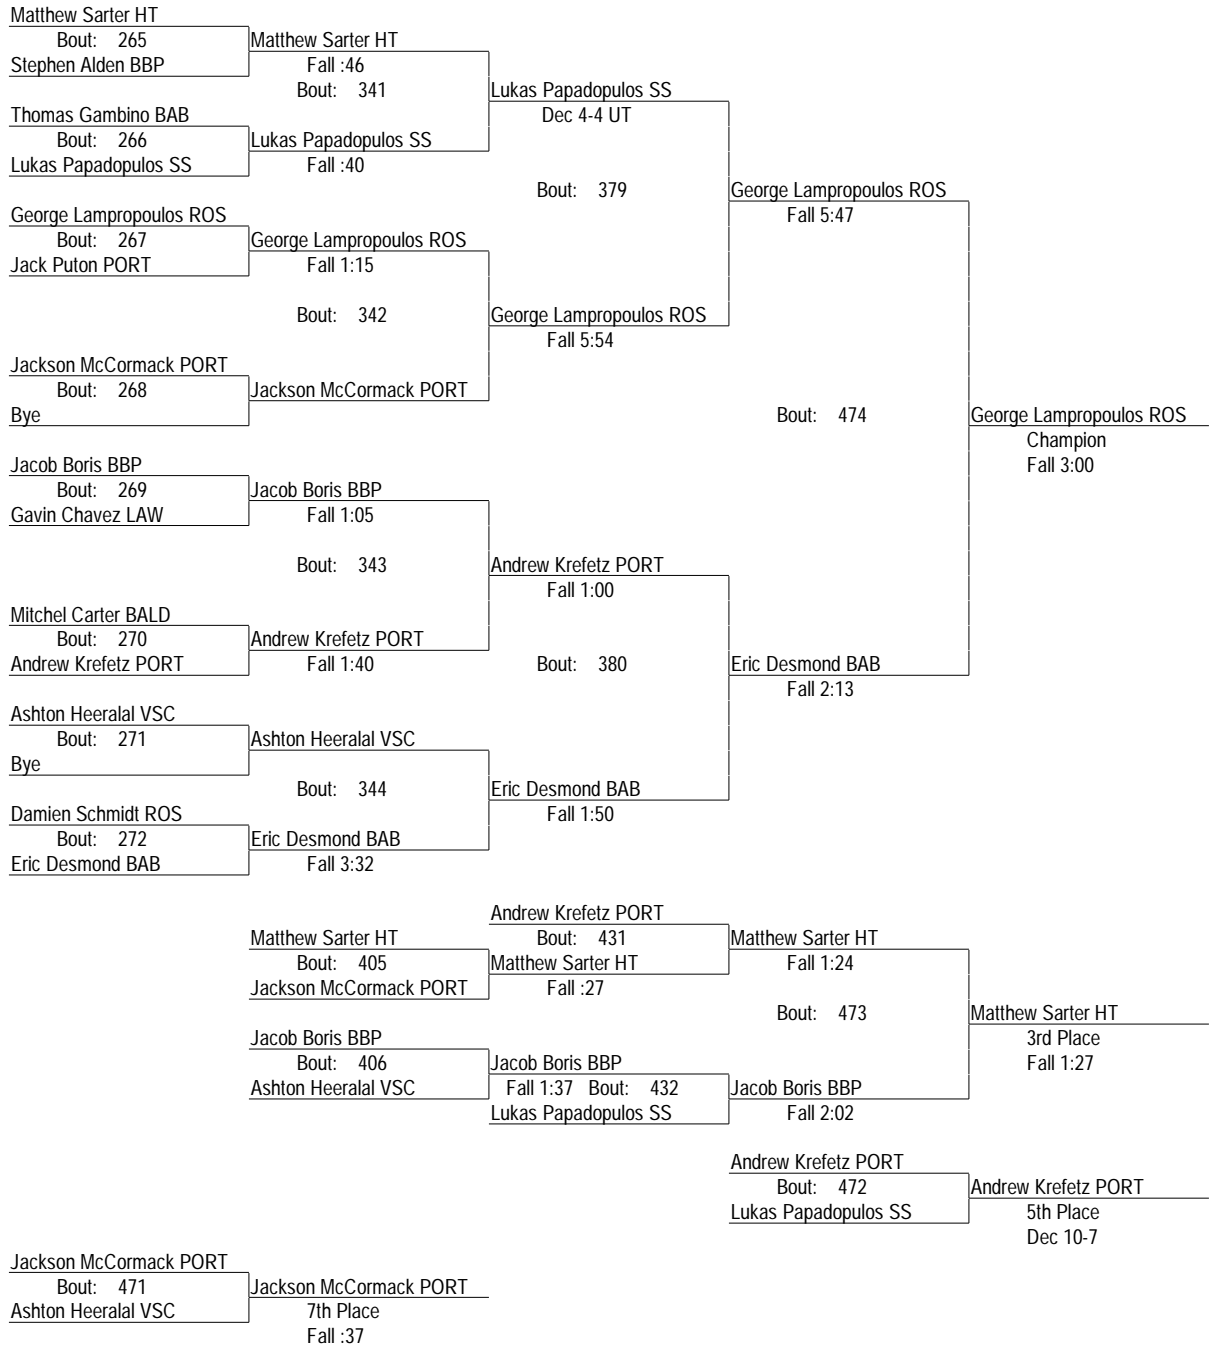 Matthew Sarter HT
Bout: 265 Matthew Sarter HT
Stephen Alden BBP Fall :46
Bout: 341 Lukas Papadopulos SS
Thomas Gambino BAB Dec 4-4 UT
Bout: 266 Lukas Papadopulos SS
Lukas Papadopulos SS Fall :40
Bout: 379 George Lampropoulos ROS
George Lampropoulos ROS Fall 5:47
Bout: 267 George Lampropoulos ROS
Jack Puton PORT Fall 1:15
Bout: 342 George Lampropoulos ROS
Fall 5:54
Jackson McCormack PORT
Bout: 268 Jackson McCormack PORT
Bye Bout: 474 George Lampropoulos ROS
Champion
Jacob Boris BBP Fall 3:00
Bout: 269 Jacob Boris BBP
Gavin Chavez LAW Fall 1:05
Bout: 343 Andrew Krefetz PORT
Fall 1:00
Mitchel Carter BALD
Bout: 270 Andrew Krefetz PORT
Andrew Krefetz PORT Fall 1:40 Bout: 380 Eric Desmond BAB
Fall 2:13
Ashton Heeralal VSC
Bout: 271 Ashton Heeralal VSC
Bye
Bout: 344 Eric Desmond BAB
Damien Schmidt ROS Fall 1:50
Bout: 272 Eric Desmond BAB
Eric Desmond BAB Fall 3:32
Andrew Krefetz PORT
Matthew Sarter HT Bout: 431 Matthew Sarter HT
Bout: 405 Matthew Sarter HT Fall 1:24
Jackson McCormack PORT Fall :27
Bout: 473 Matthew Sarter HT
Jacob Boris BBP 3rd Place
Bout: 406 Jacob Boris BBP Fall 1:27
Ashton Heeralal VSC Fall 1:37 Bout: 432 Jacob Boris BBP
Lukas Papadopulos SS Fall 2:02
Andrew Krefetz PORT
Bout: 472 Andrew Krefetz PORT
Lukas Papadopulos SS 5th Place
Dec 10-7
Jackson McCormack PORT
Bout: 471 Jackson McCormack PORT
Ashton Heeralal VSC 7th Place
Fall :37